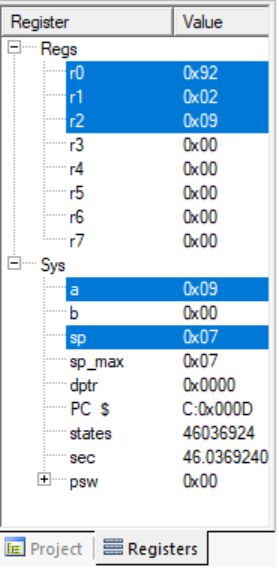 Register Value
Regs
r0 0x92
r1 0x02
r2 0x09
r3 0x00
r4 0x00
r5 0x00
r6 0x00
r7 0x00
Sys
a 0x09
b 0x00
sp 0x07
sp_max 0x07
dptr 0x0000
PC $ C:0x000D
states 46036924
sec 46.0369240
psw 0x00
Project Registers